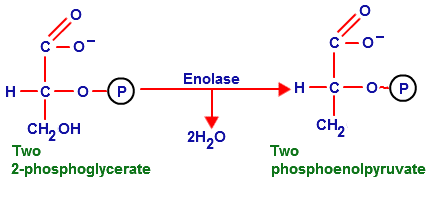 O
C O⁻
H C O P
CH₂OH
Two
2-phosphoglycerate
Enolase
2H₂O
O
C O⁻
H C O P
CH₂
Two
phosphoenolpyruvate